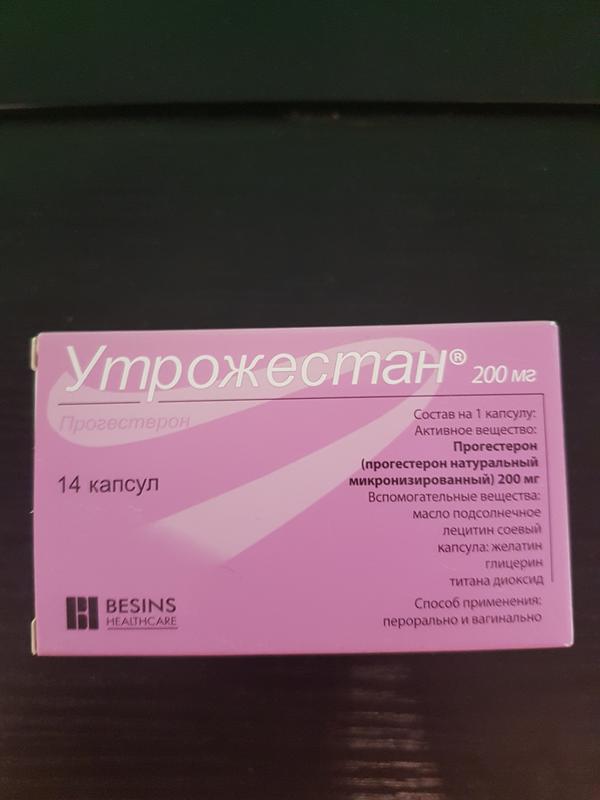 Утрожестан® 200 мг
Прогестерон
14 капсул
Состав на 1 капсулу:
Активное вещество:
Прогестерон
(прогестерон натуральный
микронизированный) 200 мг
Вспомогательные вещества:
масло подсолнечное
лецитин соевый
капсула: желатин
глицерин
титана диоксид
Способ применения:
перорально и вагинально
BESINS
HEALTHCARE